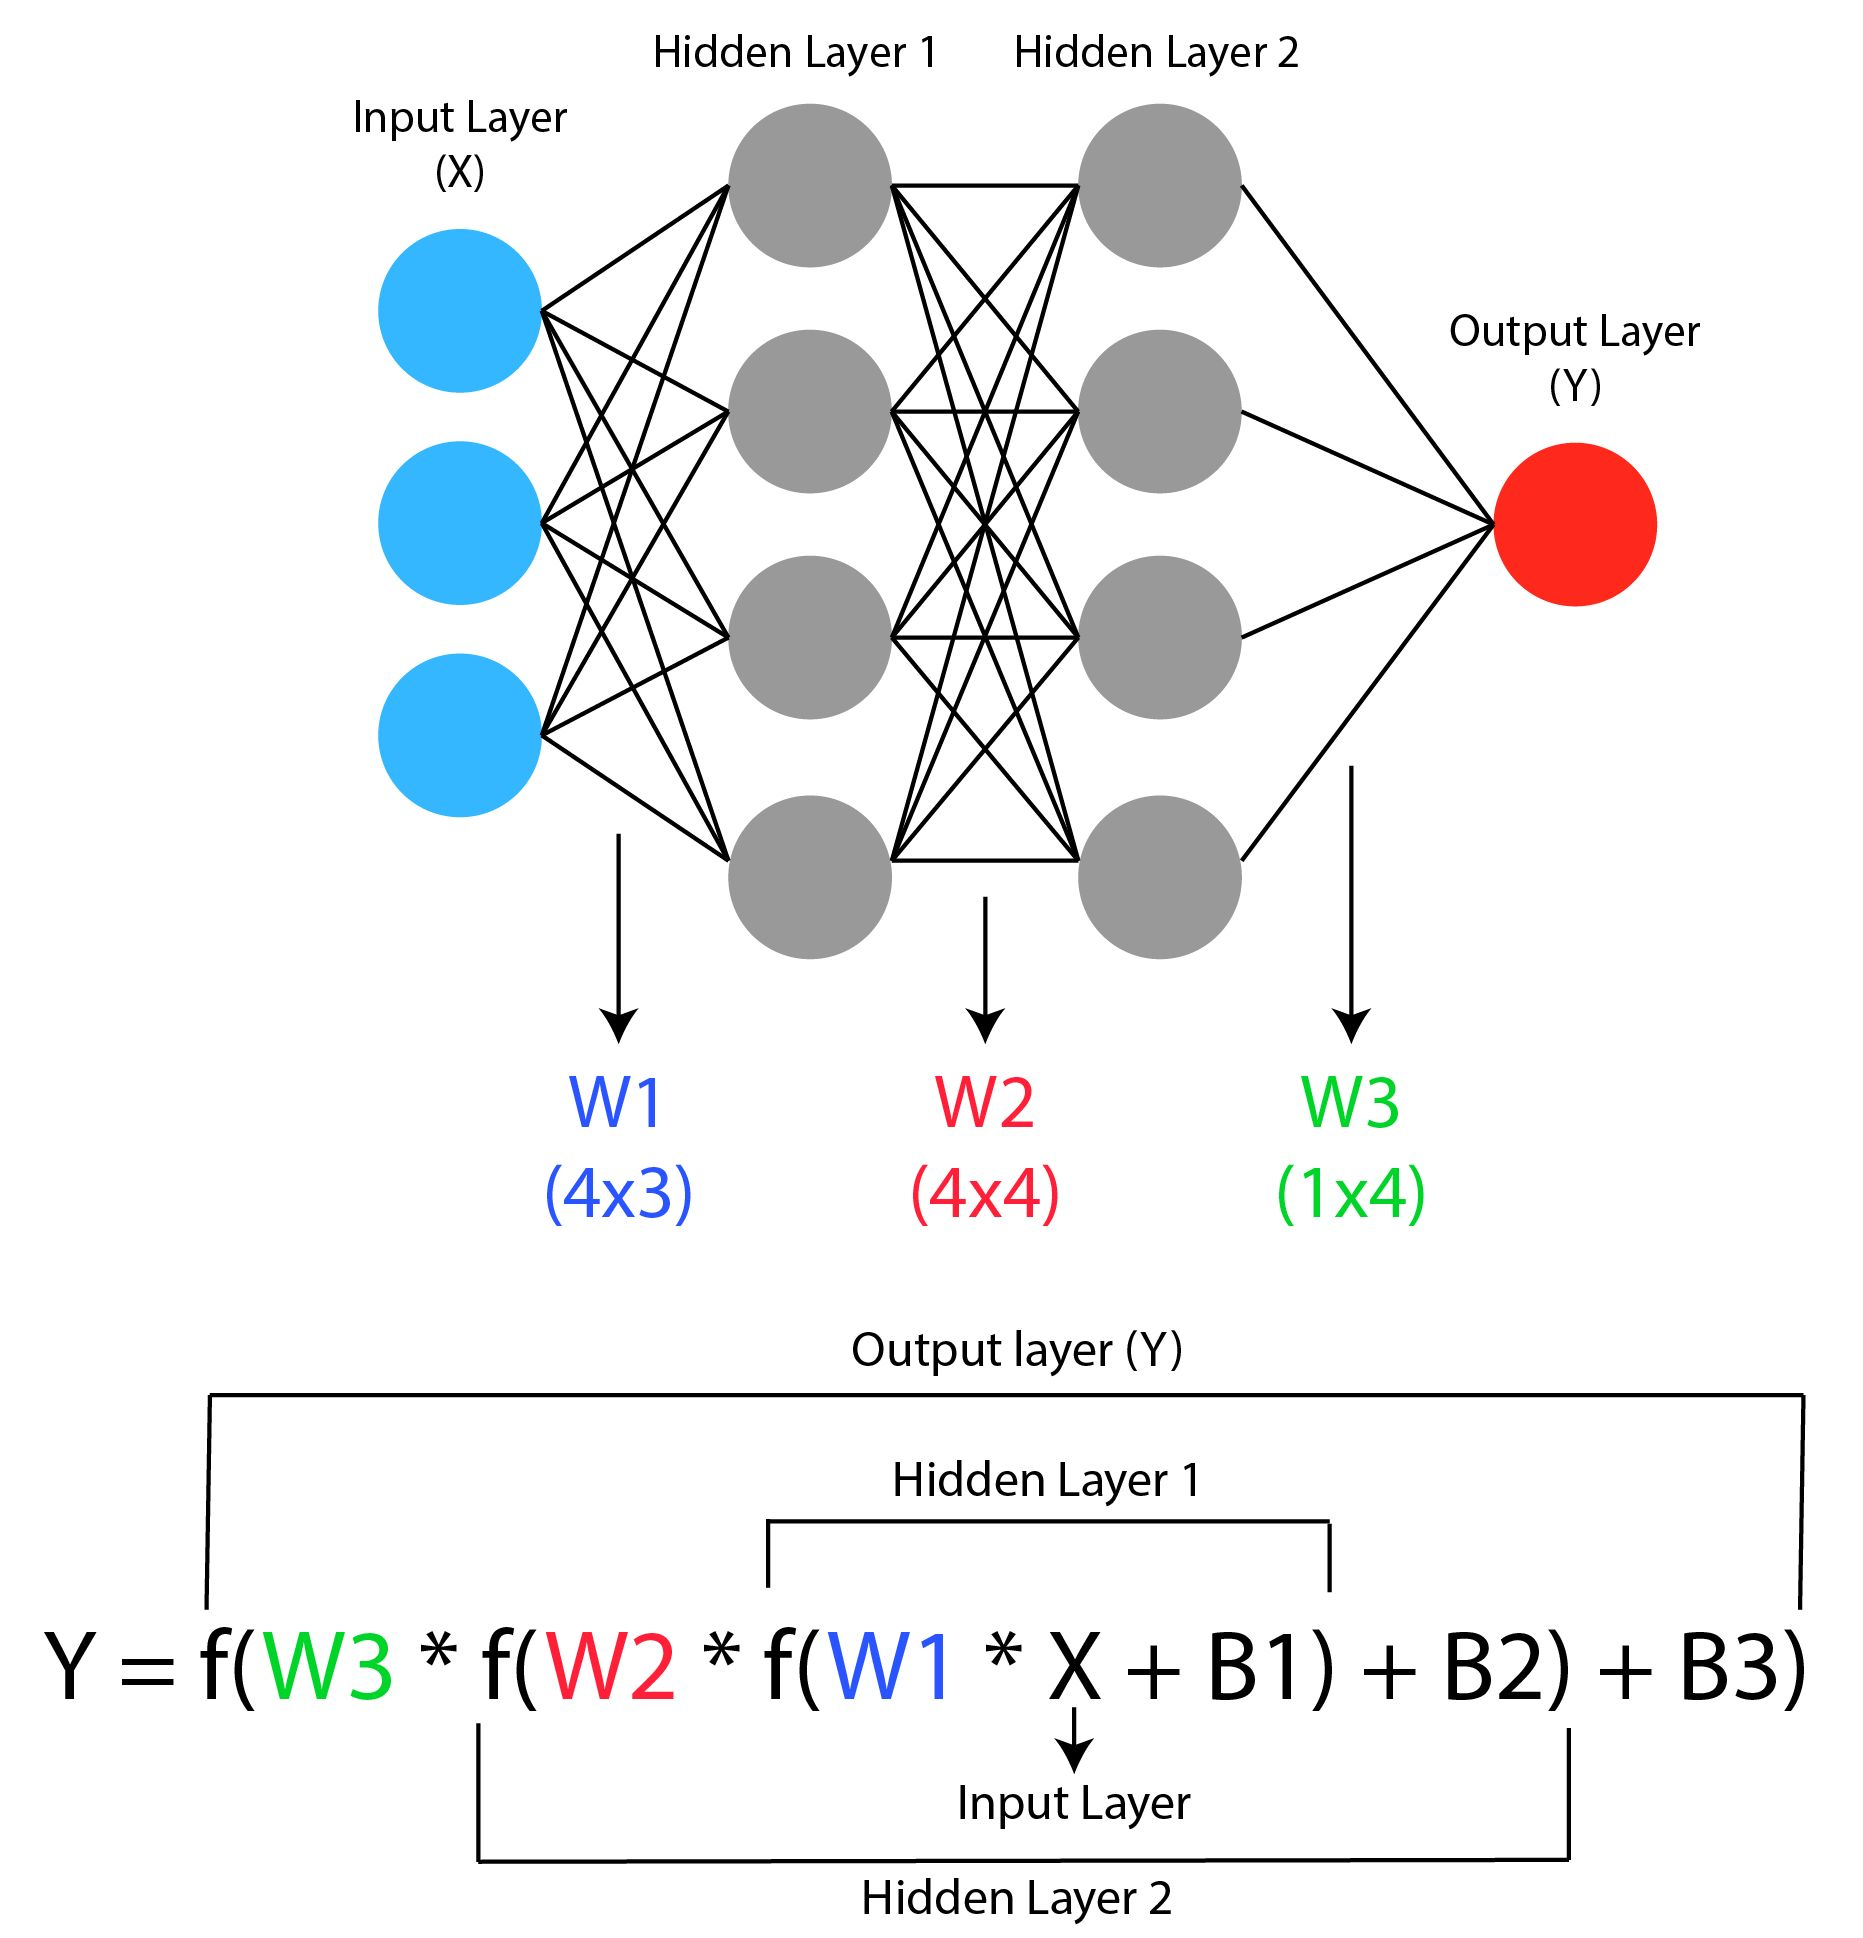 Hidden Layer 1
Hidden Layer 2
Input Layer
(X)
Output Layer
(Y)
W1
(4x3)
W2
(4x4)
W3
(1x4)
Output layer (Y)
Hidden Layer 1
Y = f(W3 * f(W2 * f(W1 * X + B1) + B2) + B3)
Input Layer
Hidden Layer 2